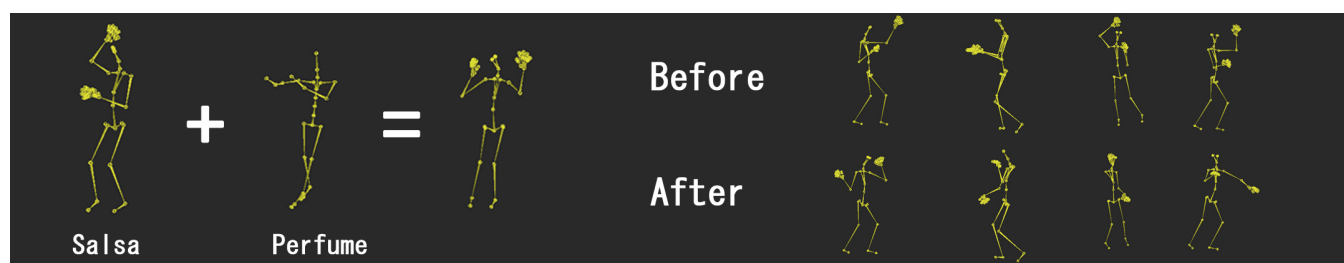 Salsa
+
Perfume
=
Before
After